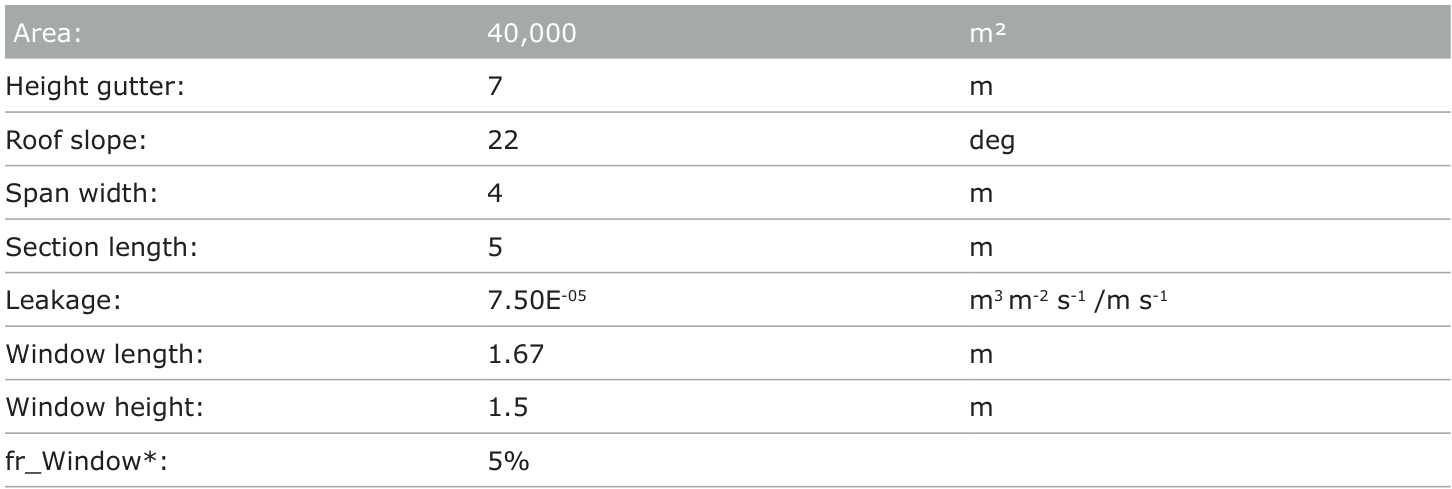 Area: 40,000 m²
Height gutter: 7 m
Roof slope: 22 deg
Span width: 4 m
Section length: 5 m
Leakage: 7.50E⁻⁰⁵ m³ m⁻² s⁻¹ /m s⁻¹
Window length: 1.67 m
Window height: 1.5 m
fr_Window*: 5%